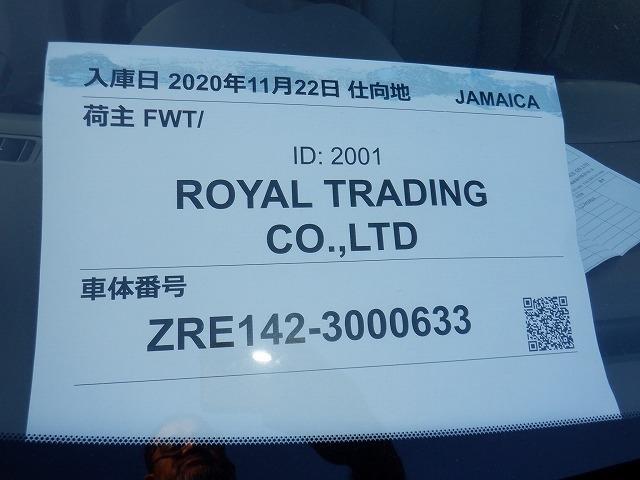 入庫日 2020年11月22日 仕向地 JAMAICA
荷主 FWT/
ID: 2001
ROYAL TRADING
CO.,LTD
車体番号
ZRE142-3000633